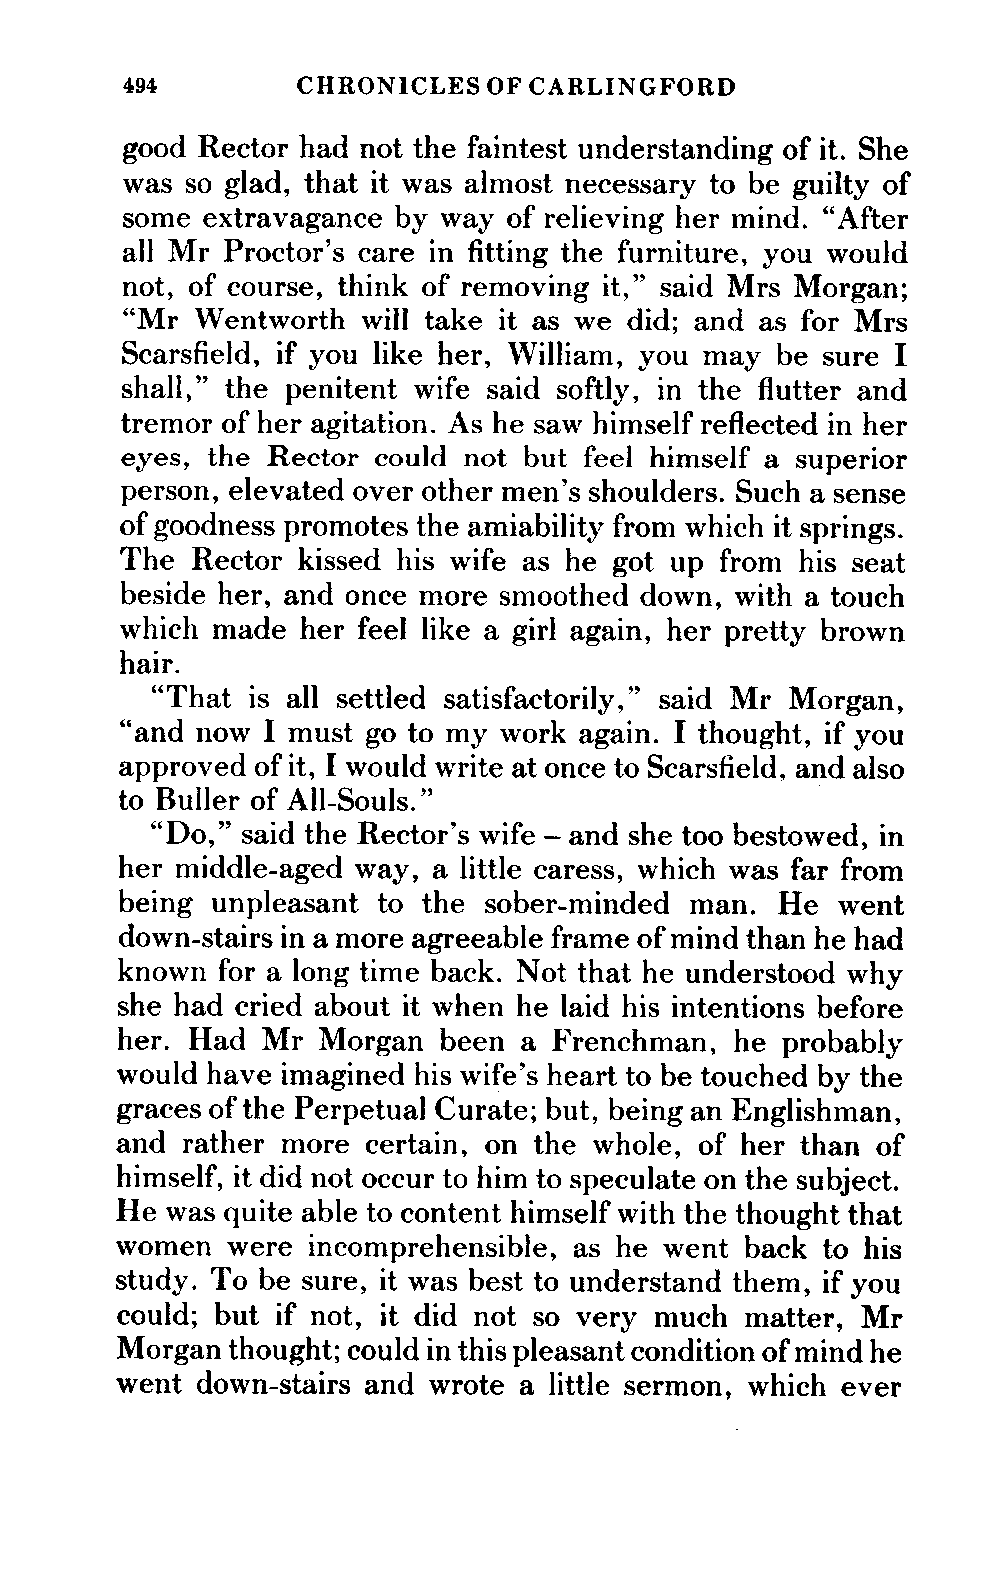 494 CHRONICLES OF CARLINGFORD
good Rector had not the faintest understanding of it. She
was so glad, that it was almost necessary to be guilty of
some extravagance by way of relieving her mind. “After
all Mr Proctor’s care in fitting the furniture, you would
not, of course, think of removing it,” said Mrs Morgan;
“Mr Wentworth will take it as we did; and as for Mrs
Scarsfield, if you like her, William, you may be sure I
shall,” the penitent wife said softly, in the flutter and
tremor of her agitation. As he saw himself reflected in her
eyes, the Rector could not but feel himself a superior
person, elevated over other men’s shoulders. Such a sense
of goodness promotes the amiability from which it springs.
The Rector kissed his wife as he got up from his seat
beside her, and once more smoothed down, with a touch
which made her feel like a girl again, her pretty brown
hair.
“That is all settled satisfactorily,” said Mr Morgan,
“and now I must go to my work again. I thought, if you
approved of it, I would write at once to Scarsfield, and also
to Buller of All-Souls.”
“Do,” said the Rector’s wife – and she too bestowed, in
her middle-aged way, a little caress, which was far from
being unpleasant to the sober-minded man. He went
down-stairs in a more agreeable frame of mind than he had
known for a long time back. Not that he understood why
she had cried about it when he laid his intentions before
her. Had Mr Morgan been a Frenchman, he probably
would have imagined his wife’s heart to be touched by the
graces of the Perpetual Curate; but, being an Englishman,
and rather more certain, on the whole, of her than of
himself, it did not occur to him to speculate on the subject.
He was quite able to content himself with the thought that
women were incomprehensible, as he went back to his
study. To be sure, it was best to understand them, if you
could; but if not, it did not so very much matter, Mr
Morgan thought; could in this pleasant condition of mind he
went down-stairs and wrote a little sermon, which ever